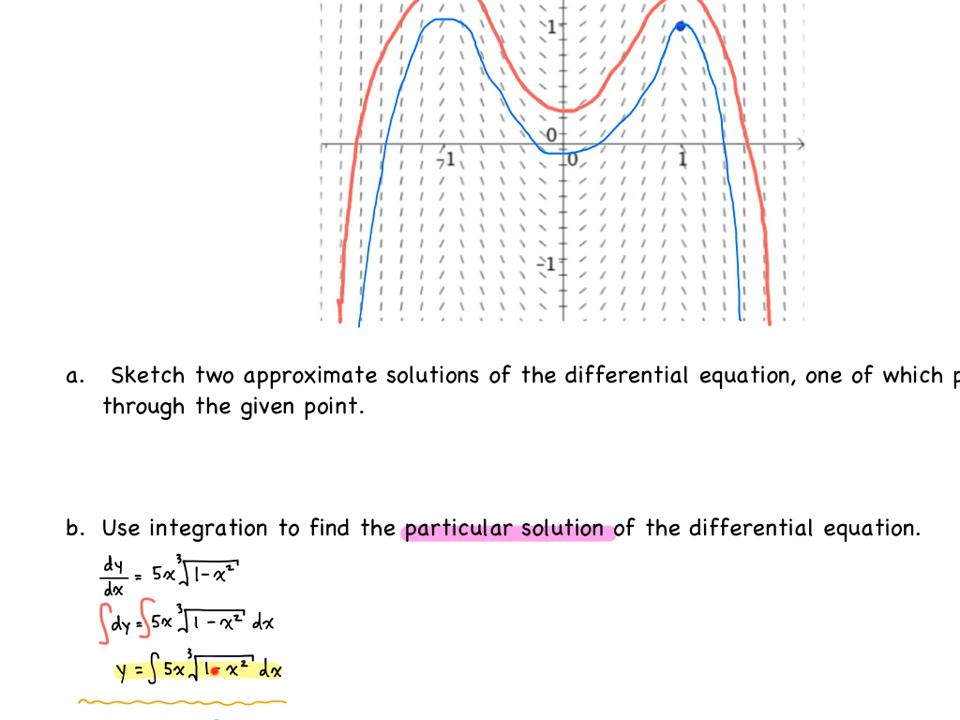 1
0
-1 0 1
-1
a. Sketch two approximate solutions of the differential equation, one of which
through the given point.
b. Use integration to find the particular solution of the differential equation.
dy/dx = 5x ∛(1-x²)
∫dy = ∫5x ∛(1-x²) dx
y = ∫5x ∛(1-x²) dx